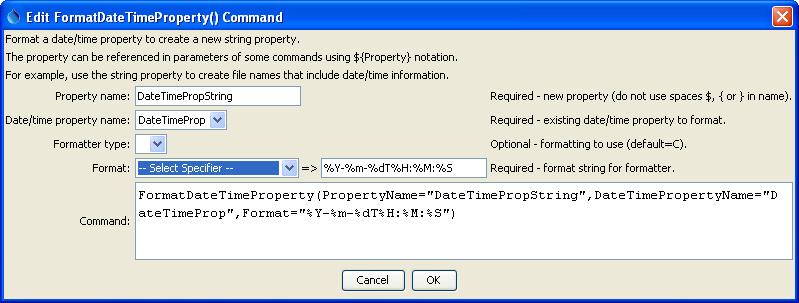 Edit FormatDateTimeProperty() Command
Format a date/time property to create a new string property.
The property can be referenced in parameters of some commands using ${Property} notation.
For example, use the string property to create file names that include date/time information.
Property name: DateTimePropString Required - new property (do not use spaces $, { or } in name).
Date/time property name: DateTimeProp Required - existing date/time property to format.
Formatter type: Optional - formatting to use (default=C).
Format: -- Select Specifier -- => %Y-%m-%dT%H:%M:%S Required - format string for formatter.
Command: FormatDateTimeProperty(PropertyName="DateTimePropString",DateTimePropertyName="D
ateTimeProp",Format="%Y-%m-%dT%H:%M:%S")
Cancel OK